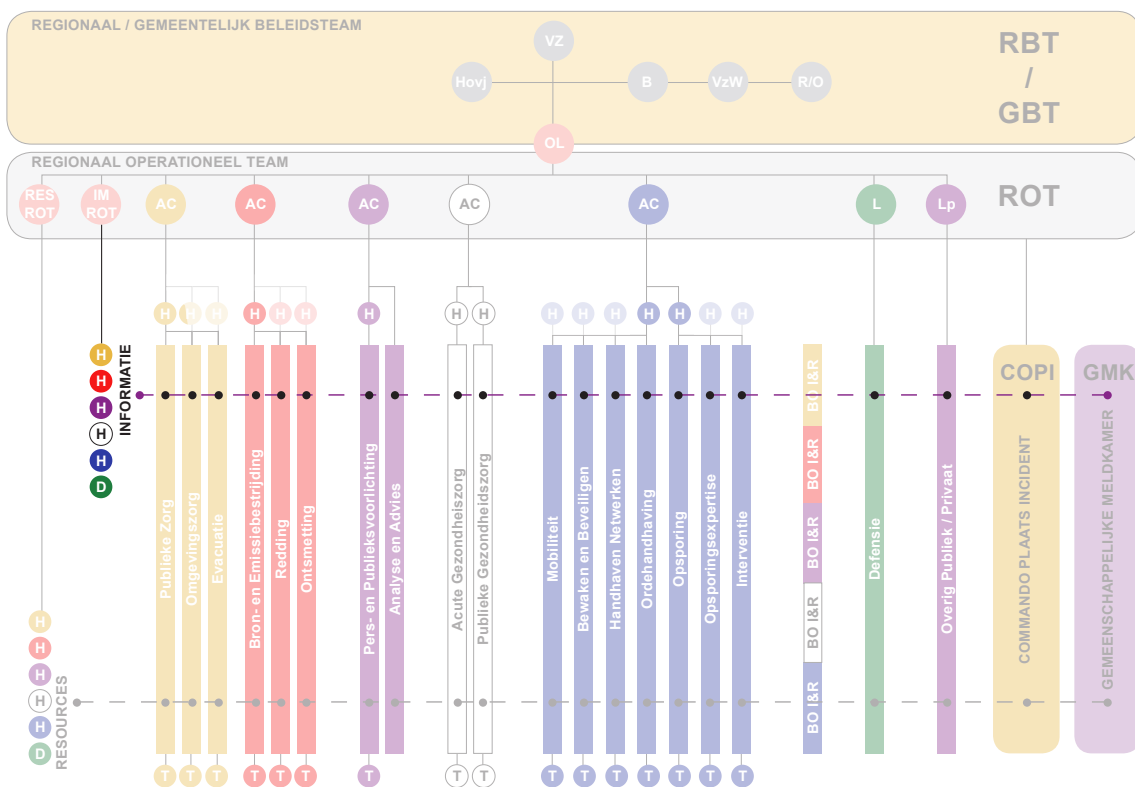 REGIONAAL / GEMEENTELIJK BELEIDSTEAM
VZ
RBT
/
GBT
Hovj
B
VzW
R/O
OL
REGIONAAL OPERATIONEEL TEAM
RES
ROT
IM
ROT
AC
AC
AC
AC
AC
L
Lp
ROT
H H H
H H H
H
H H
H H H H H H H
H
H
H
H
H
D
INFORMATIE
Publieke Zorg
Omgevingszorg
Evacuatie
Bron- en Emissiebestrijding
Redding
Ontsmetting
Pers- en Publieksvoorlichting
Analyse en Advies
Acute Gezondheiszorg
Publieke Gezondheidszorg
Mobiliteit
Bewaken en Beveiligen
Handhaven Netwerken
Ordehandhaving
Opsporing
Opsporingsexpertise
Interventie
BO I&R
BO I&R
BO I&R
BO I&R
BO I&R
Defensie
Overig Publiek / Privaat
COPI
COMMANDO PLAATS INCIDENT
GMK
GEMEENSCHAPPELIJKE MELDKAMER
H
H
H
H
H
D
RESOURCES
T T T
T T T
T
T T
T T T T T T T